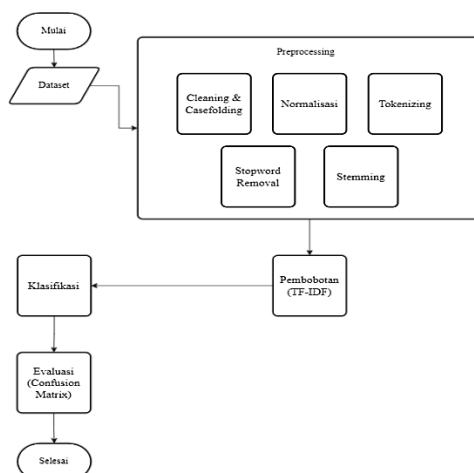 Mulai
Dataset
Preprocessing
Cleaning &
Casefolding
Normalisasi
Tokenizing
Stopword
Removal
Stemming
Pembobotan
(TF-IDF)
Klasifikasi
Evaluasi
(Confusion
Matrix)
Selesai